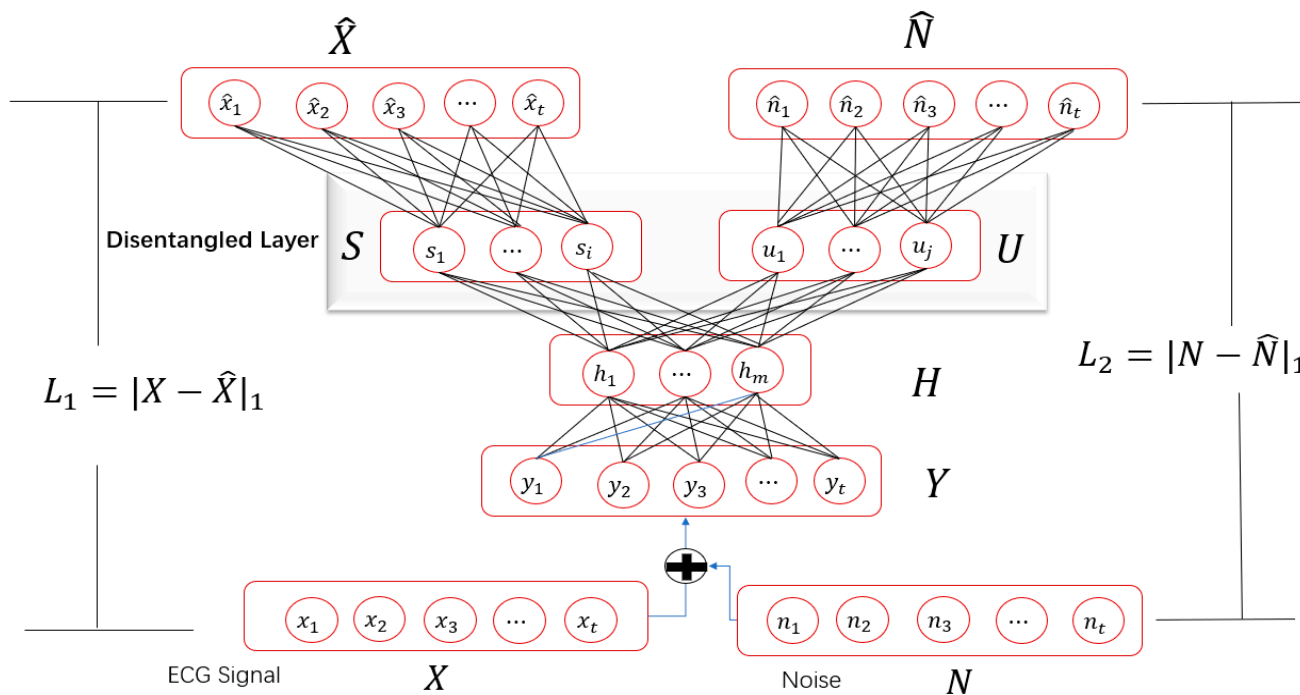 X̂
N̂
x̂₁ x̂₂ x̂₃ ⋯ x̂ₜ
n̂₁ n̂₂ n̂₃ ⋯ n̂ₜ
Disentangled Layer
S
s₁ ⋯ sᵢ
u₁ ⋯ uⱼ
U
L₁ = |X − X̂|₁
h₁ ⋯ hₘ
H
L₂ = |N − N̂|₁
y₁ y₂ y₃ ⋯ yₜ
Y
x₁ x₂ x₃ ⋯ xₜ
n₁ n₂ n₃ ⋯ nₜ
ECG Signal
X
Noise
N